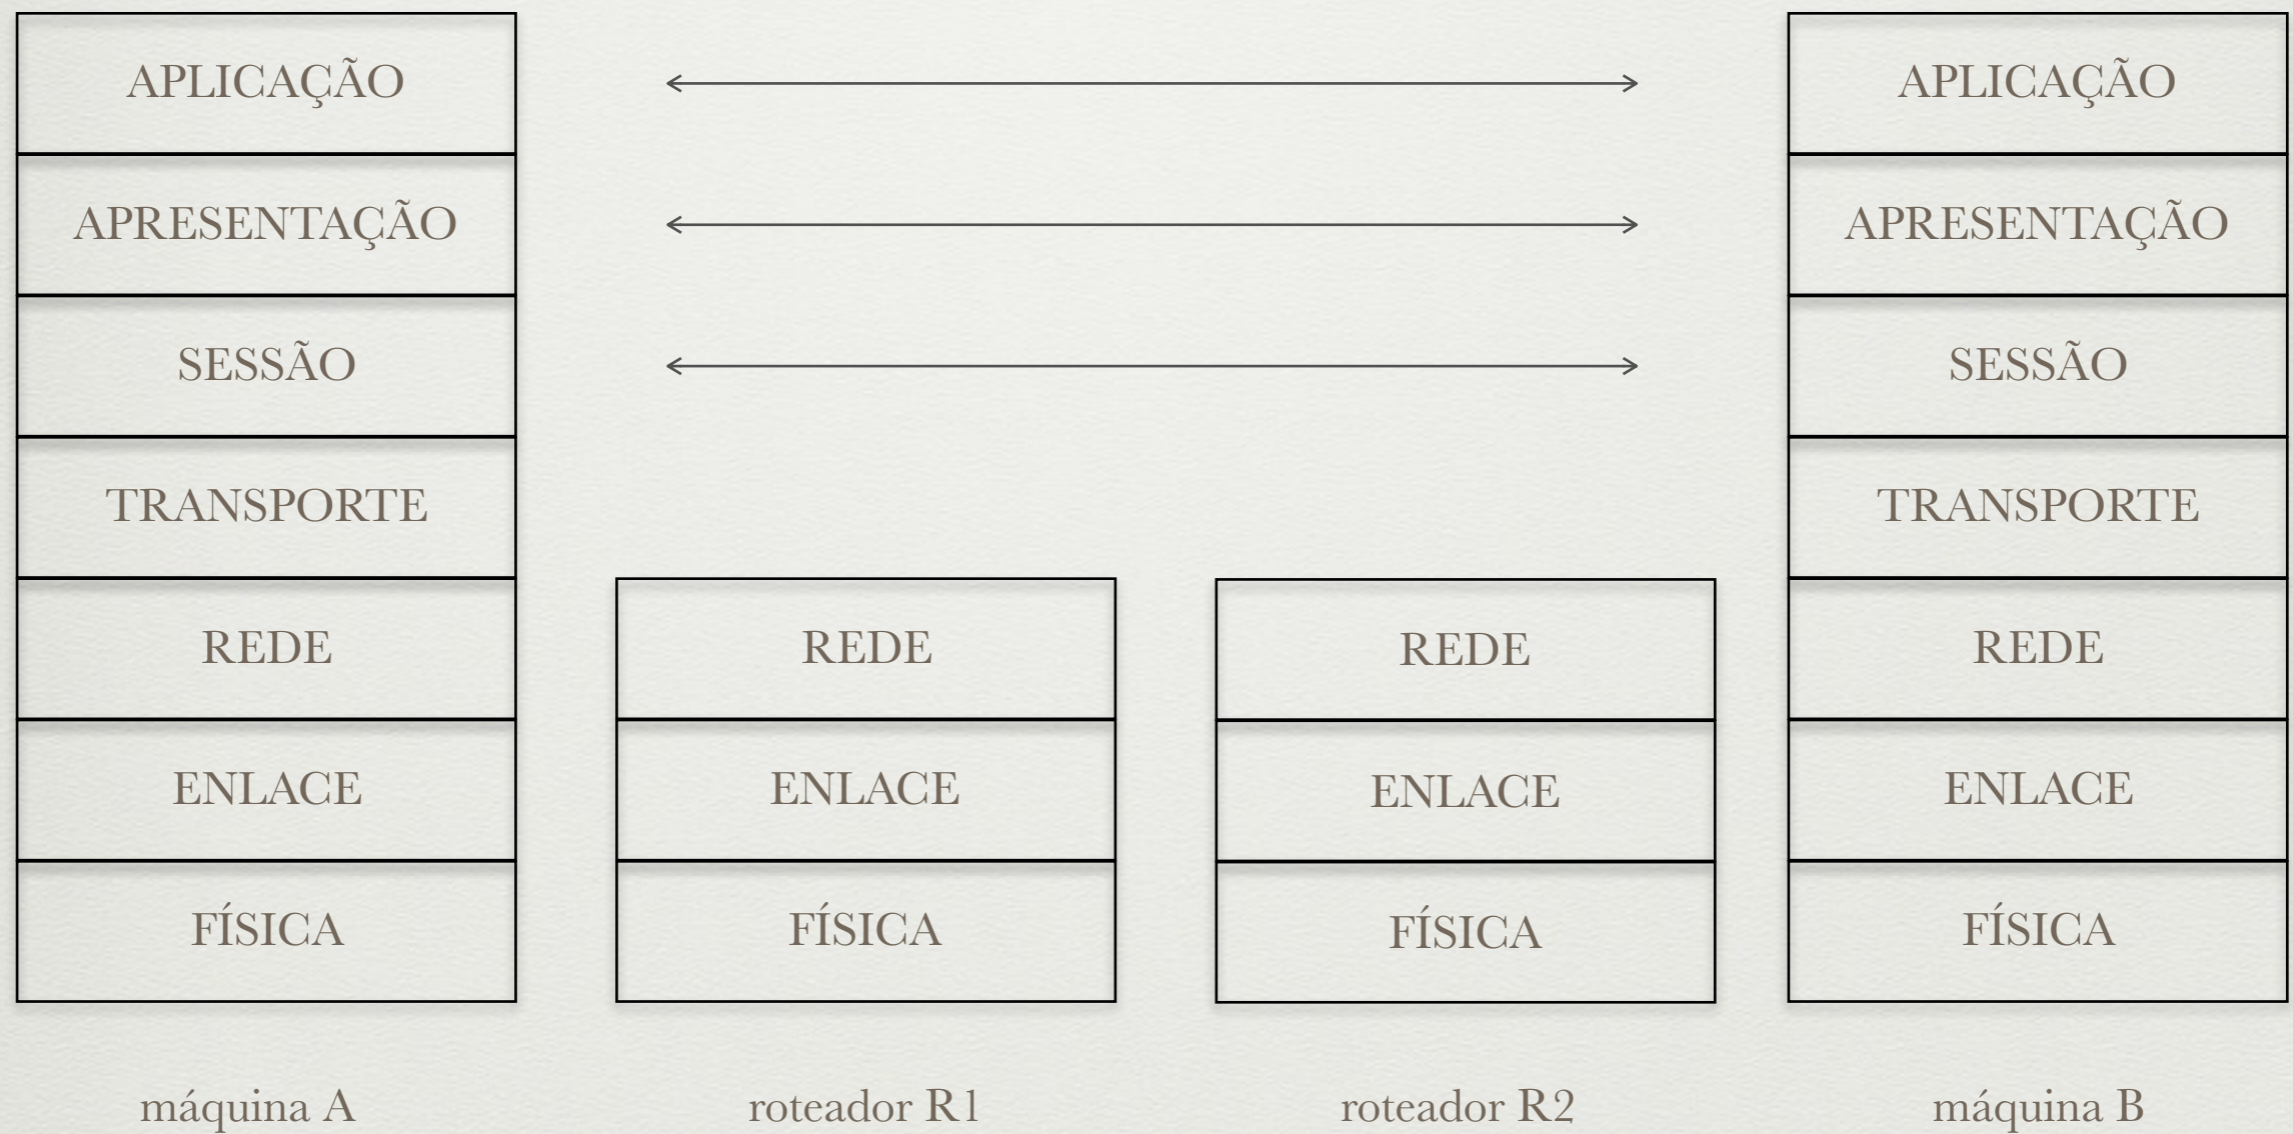 APLICAÇÃO
APLICAÇÃO
APRESENTAÇÃO
APRESENTAÇÃO
SESSÃO
SESSÃO
TRANSPORTE
TRANSPORTE
REDE
REDE
REDE
REDE
ENLACE
ENLACE
ENLACE
ENLACE
FÍSICA
FÍSICA
FÍSICA
FÍSICA
máquina A
roteador R1
roteador R2
máquina B